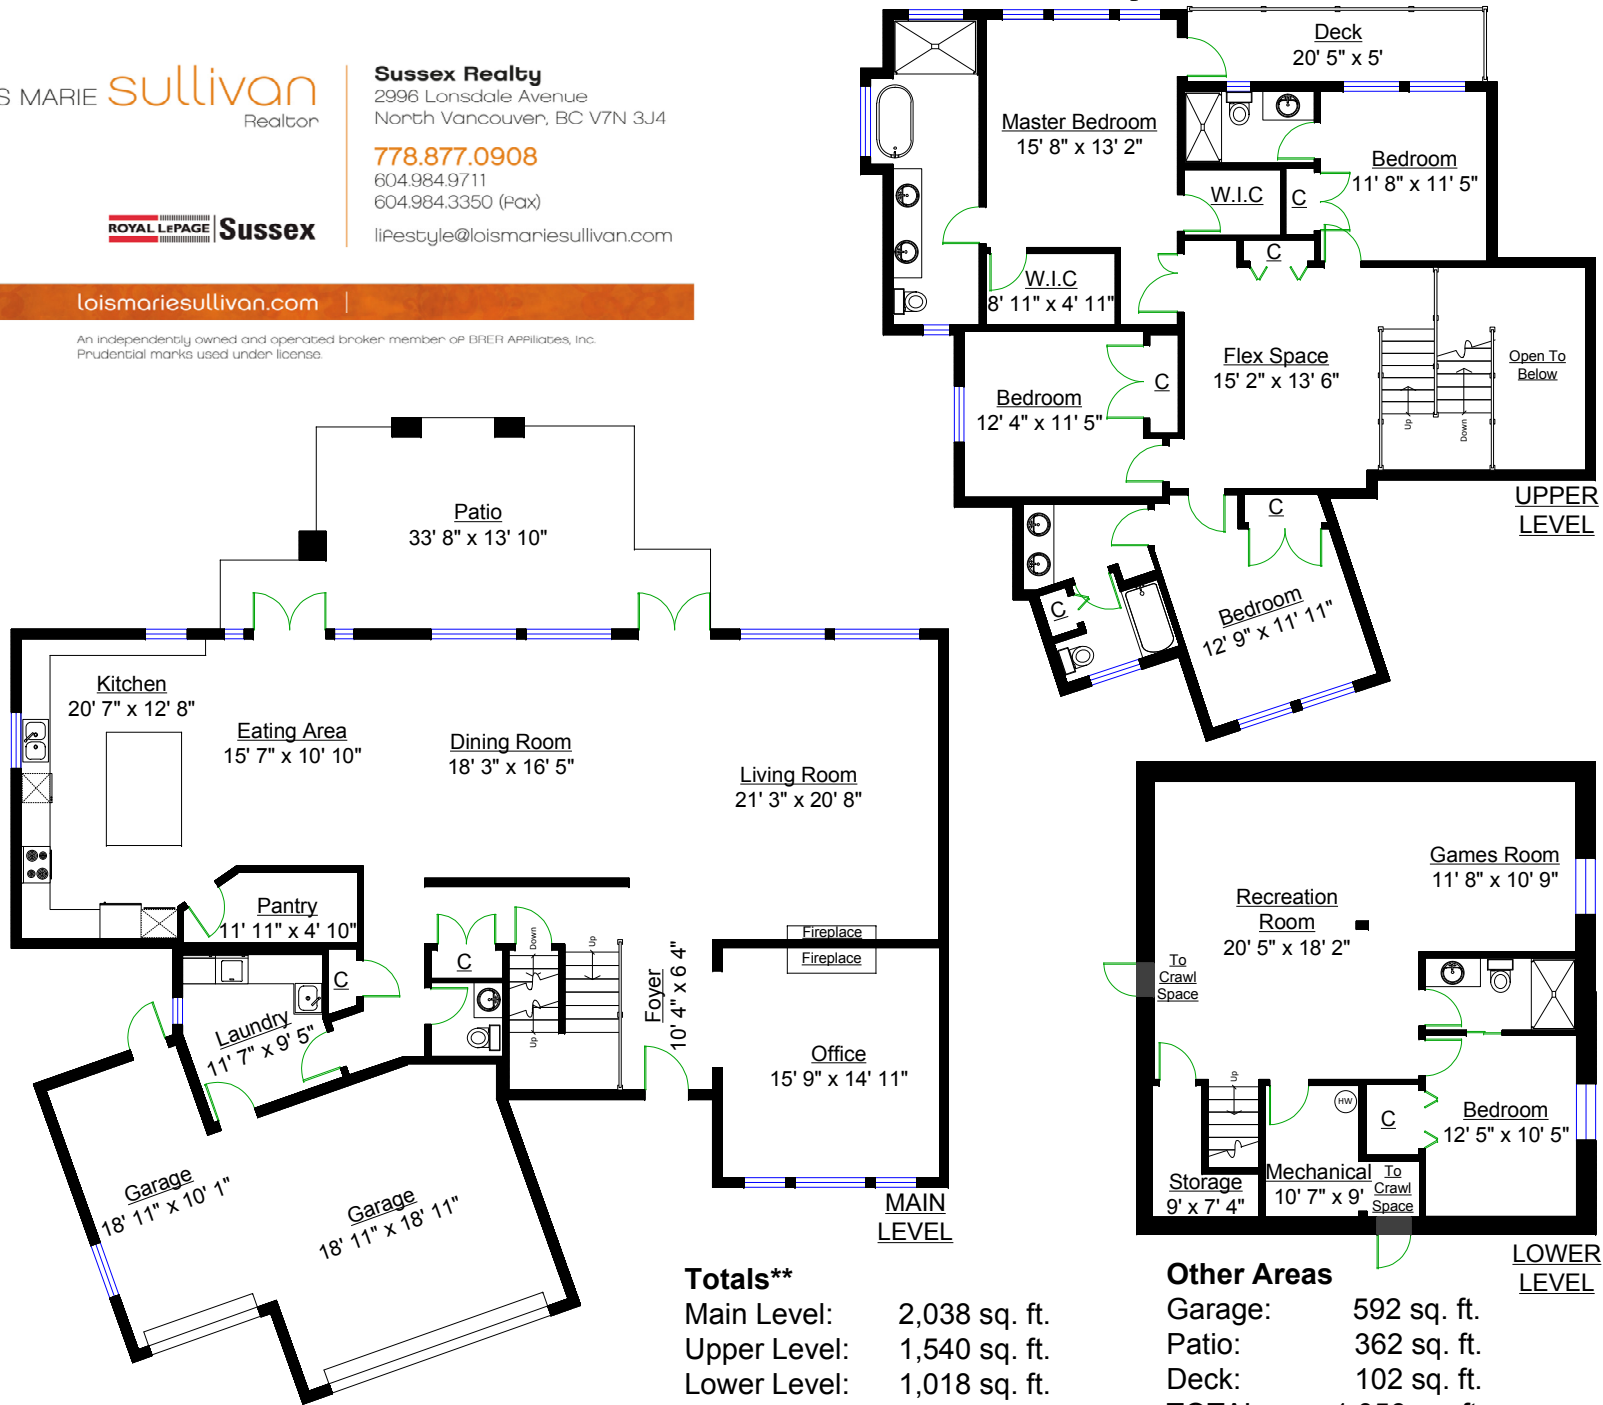 MARIE sullivan
Realtor
ROYAL LEPAGE Sussex
Sussex Realty
2996 Lonsdale Avenue
North Vancouver, BC V7N 3J4
778.877.0908
604.984.9711
604.984.3350 (Fax)
lifestyle@loismariesullivan.com
loismariesullivan.com
An independently owned and operated broker member of BRER Affiliates, Inc.
Prudential marks used under license.
Deck
20' 5" x 5'
Master Bedroom
15' 8" x 13' 2"
Bedroom
11' 8" x 11' 5"
W.I.C
C
C
W.I.C
8' 11" x 4' 11"
Flex Space
15' 2" x 13' 6"
Open To
Below
Up
Down
Bedroom
12' 4" x 11' 5"
C
C
C
Bedroom
12' 9" x 11' 11"
UPPER
LEVEL
Patio
33' 8" x 13' 10"
Kitchen
20' 7" x 12' 8"
Eating Area
15' 7" x 10' 10"
Dining Room
18' 3" x 16' 5"
Living Room
21' 3" x 20' 8"
Pantry
11' 11" x 4' 10"
Fireplace
Fireplace
C
C
Down
Up
Up
Foyer
10' 4" x 6 4"
Laundry
11' 7" x 9' 5"
Office
15' 9" x 14' 11"
Garage
18' 11" x 10' 1"
Garage
18' 11" x 18' 11"
MAIN
LEVEL
Games Room
11' 8" x 10' 9"
Recreation
Room
20' 5" x 18' 2"
To
Crawl
Space
Up
HW
C
Bedroom
12' 5" x 10' 5"
Storage
9' x 7' 4"
Mechanical
10' 7" x 9'
To
Crawl
Space
LOWER
LEVEL
Totals**
Main Level: 2,038 sq. ft.
Upper Level: 1,540 sq. ft.
Lower Level: 1,018 sq. ft.
Other Areas
Garage: 592 sq. ft.
Patio: 362 sq. ft.
Deck: 102 sq. ft.